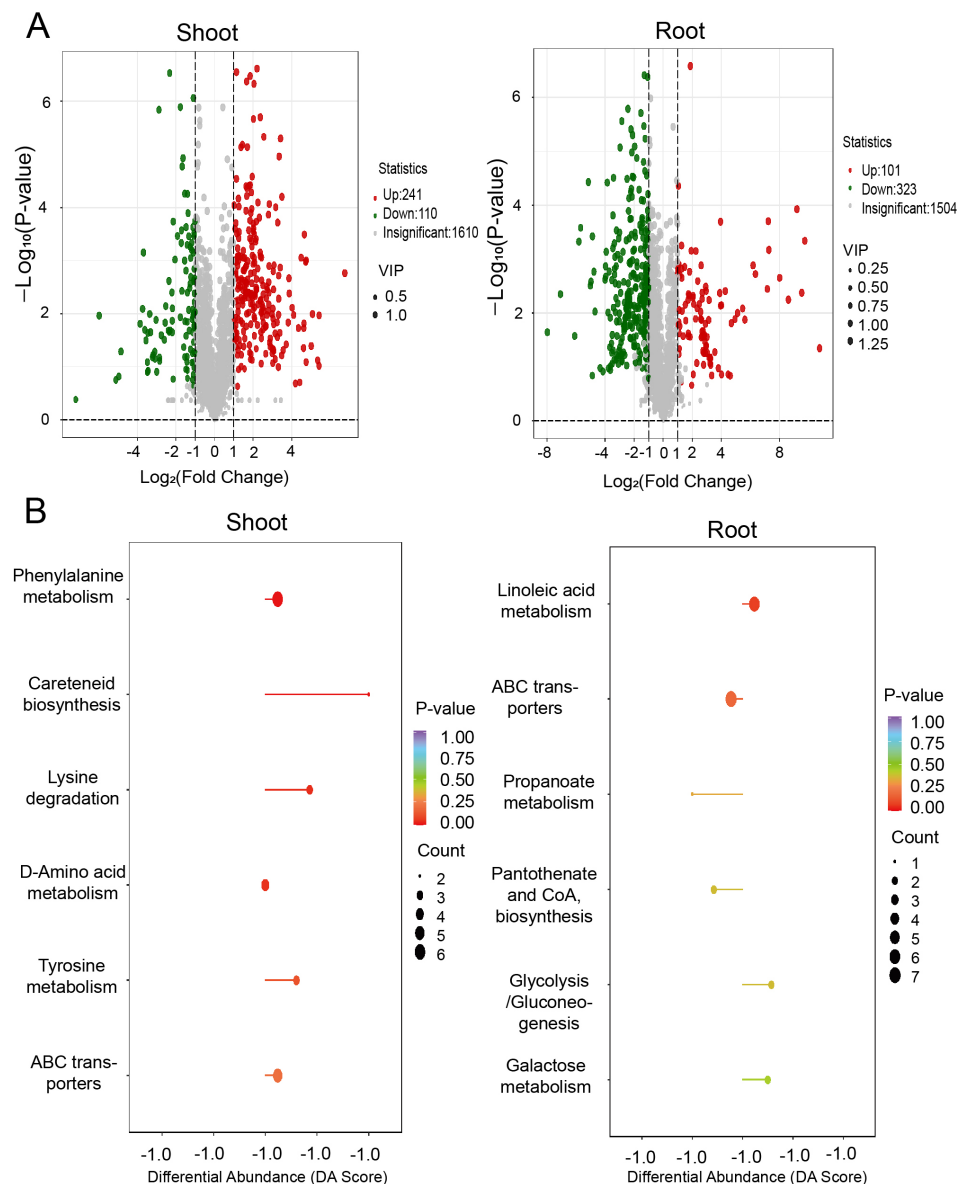 A
Shoot
−Log₁₀(P-value)
6
4
2
0
-4
-2
-1
0
1
2
4
Log₂(Fold Change)
Statistics
Up:241
Down:110
Insignificant:1610
VIP
0.5
1.0
Root
−Log₁₀(P-value)
6
4
2
0
-8
-4
-2
-1
0
1
2
4
8
Log₂(Fold Change)
Statistics
Up:101
Down:323
Insignificant:1504
VIP
0.25
0.50
0.75
1.00
1.25
B
Shoot
Phenylalanine
metabolism
Careteneid
biosynthesis
Lysine
degradation
D-Amino acid
metabolism
Tyrosine
metabolism
ABC trans-
porters
-1.0
-1.0
-1.0
-1.0
-1.0
Differential Abundance (DA Score)
P-value
1.00
0.75
0.50
0.25
0.00
Count
2
3
4
5
6
Root
Linoleic acid
metabolism
ABC trans-
porters
Propanoate
metabolism
Pantothenate
and CoA,
biosynthesis
Glycolysis
/Gluconeo-
genesis
Galactose
metabolism
-1.0
-1.0
-1.0
-1.0
-1.0
Differential Abundance (DA Score)
P-value
1.00
0.75
0.50
0.25
0.00
Count
1
2
3
4
5
6
7